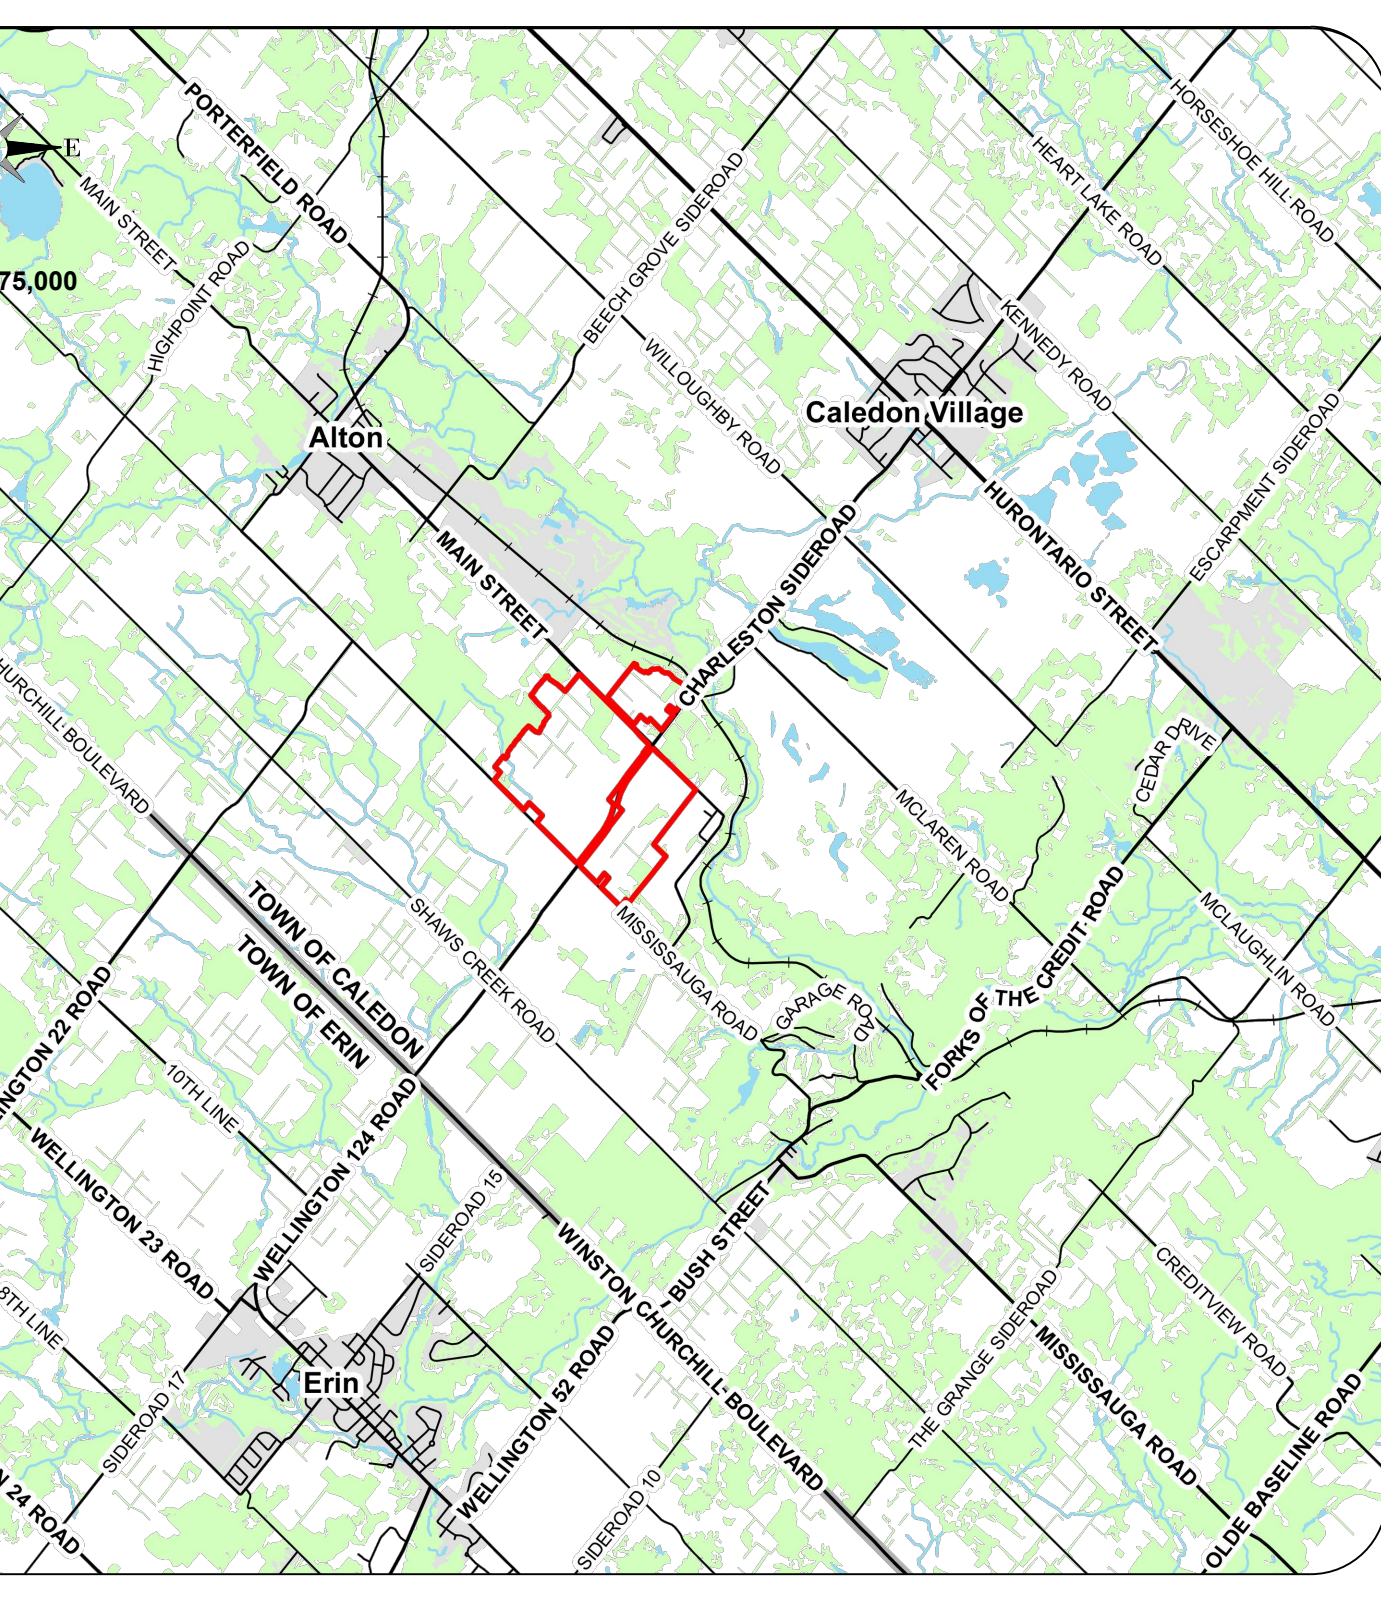 PORTERFIELD ROAD
HORSESHOE HILL ROAD
HEART LAKE ROAD
E
MAIN STREET
BEECH GROVE SIDEROAD
75,000
HIGHPOINT ROAD
KENNEDY ROAD
WILLOUGHBY ROAD
Caledon Village
Alton
ESCARPMENT SIDEROAD
HURONTARIO STREET
MAIN STREET
CHARLESTON SIDEROAD
HURCHILL BOULEVARD
CEDAR DRIVE
MCLAREN ROAD
TOWN OF CALEDON
TOWN OF ERIN
SHAWS CREEK ROAD
MISSISSAUGA ROAD
MCLAUGHLIN ROAD
FORKS OF THE CREDIT ROAD
GARAGE ROAD
INGTON 22 ROAD
10TH LINE
WELLINGTON 124 ROAD
WELLINGTON 23 ROAD
SIDEROAD 15
BUSH STREET
WINSTON CHURCHILL BOULEVARD
CREDITVIEW ROAD
8TH LINE
THE GRANGE SIDEROAD
MISSISSAUGA ROAD
Erin
SIDEROAD 17
WELLINGTON 52 ROAD
SIDEROAD 10
OLDE BASELINE ROAD
N 24 ROAD